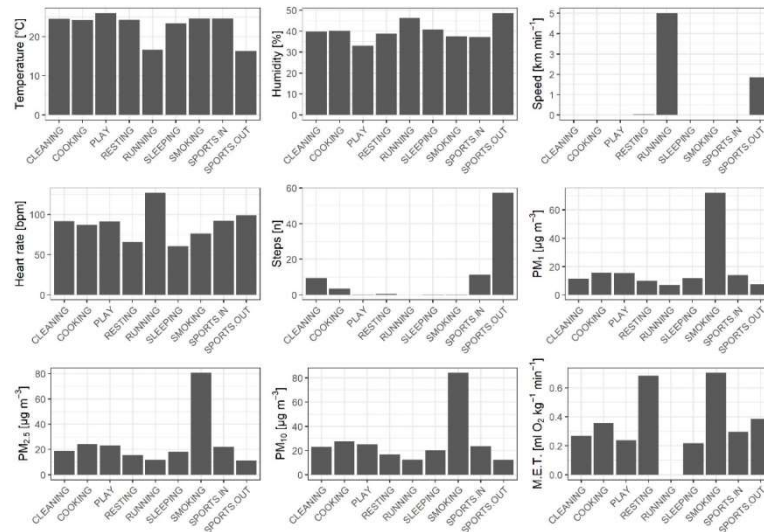 Temperature [°C]
20
10
0
CLEANING
COOKING
PLAY
RESTING
RUNNING
SLEEPING
SMOKING
SPORTS.IN
SPORTS.OUT
Humidity [%]
50
40
30
20
10
0
CLEANING
COOKING
PLAY
RESTING
RUNNING
SLEEPING
SMOKING
SPORTS.IN
SPORTS.OUT
Speed [km min⁻¹]
5
4
3
2
1
0
CLEANING
COOKING
PLAY
RESTING
RUNNING
SLEEPING
SMOKING
SPORTS.IN
SPORTS.OUT
Heart rate [bpm]
100
50
0
CLEANING
COOKING
PLAY
RESTING
RUNNING
SLEEPING
SMOKING
SPORTS.IN
SPORTS.OUT
Steps [n]
60
40
20
0
CLEANING
COOKING
PLAY
RESTING
RUNNING
SLEEPING
SMOKING
SPORTS.IN
SPORTS.OUT
PM₁ [µg m⁻³]
60
40
20
0
CLEANING
COOKING
PLAY
RESTING
RUNNING
SLEEPING
SMOKING
SPORTS.IN
SPORTS.OUT
PM₂.₅ [µg m⁻³]
80
60
40
20
0
CLEANING
COOKING
PLAY
RESTING
RUNNING
SLEEPING
SMOKING
SPORTS.IN
SPORTS.OUT
PM₁₀ [µg m⁻³]
80
60
40
20
0
CLEANING
COOKING
PLAY
RESTING
RUNNING
SLEEPING
SMOKING
SPORTS.IN
SPORTS.OUT
M.E.T. [ml O₂ kg⁻¹ min⁻¹]
0.6
0.4
0.2
0.0
CLEANING
COOKING
PLAY
RESTING
RUNNING
SLEEPING
SMOKING
SPORTS.IN
SPORTS.OUT